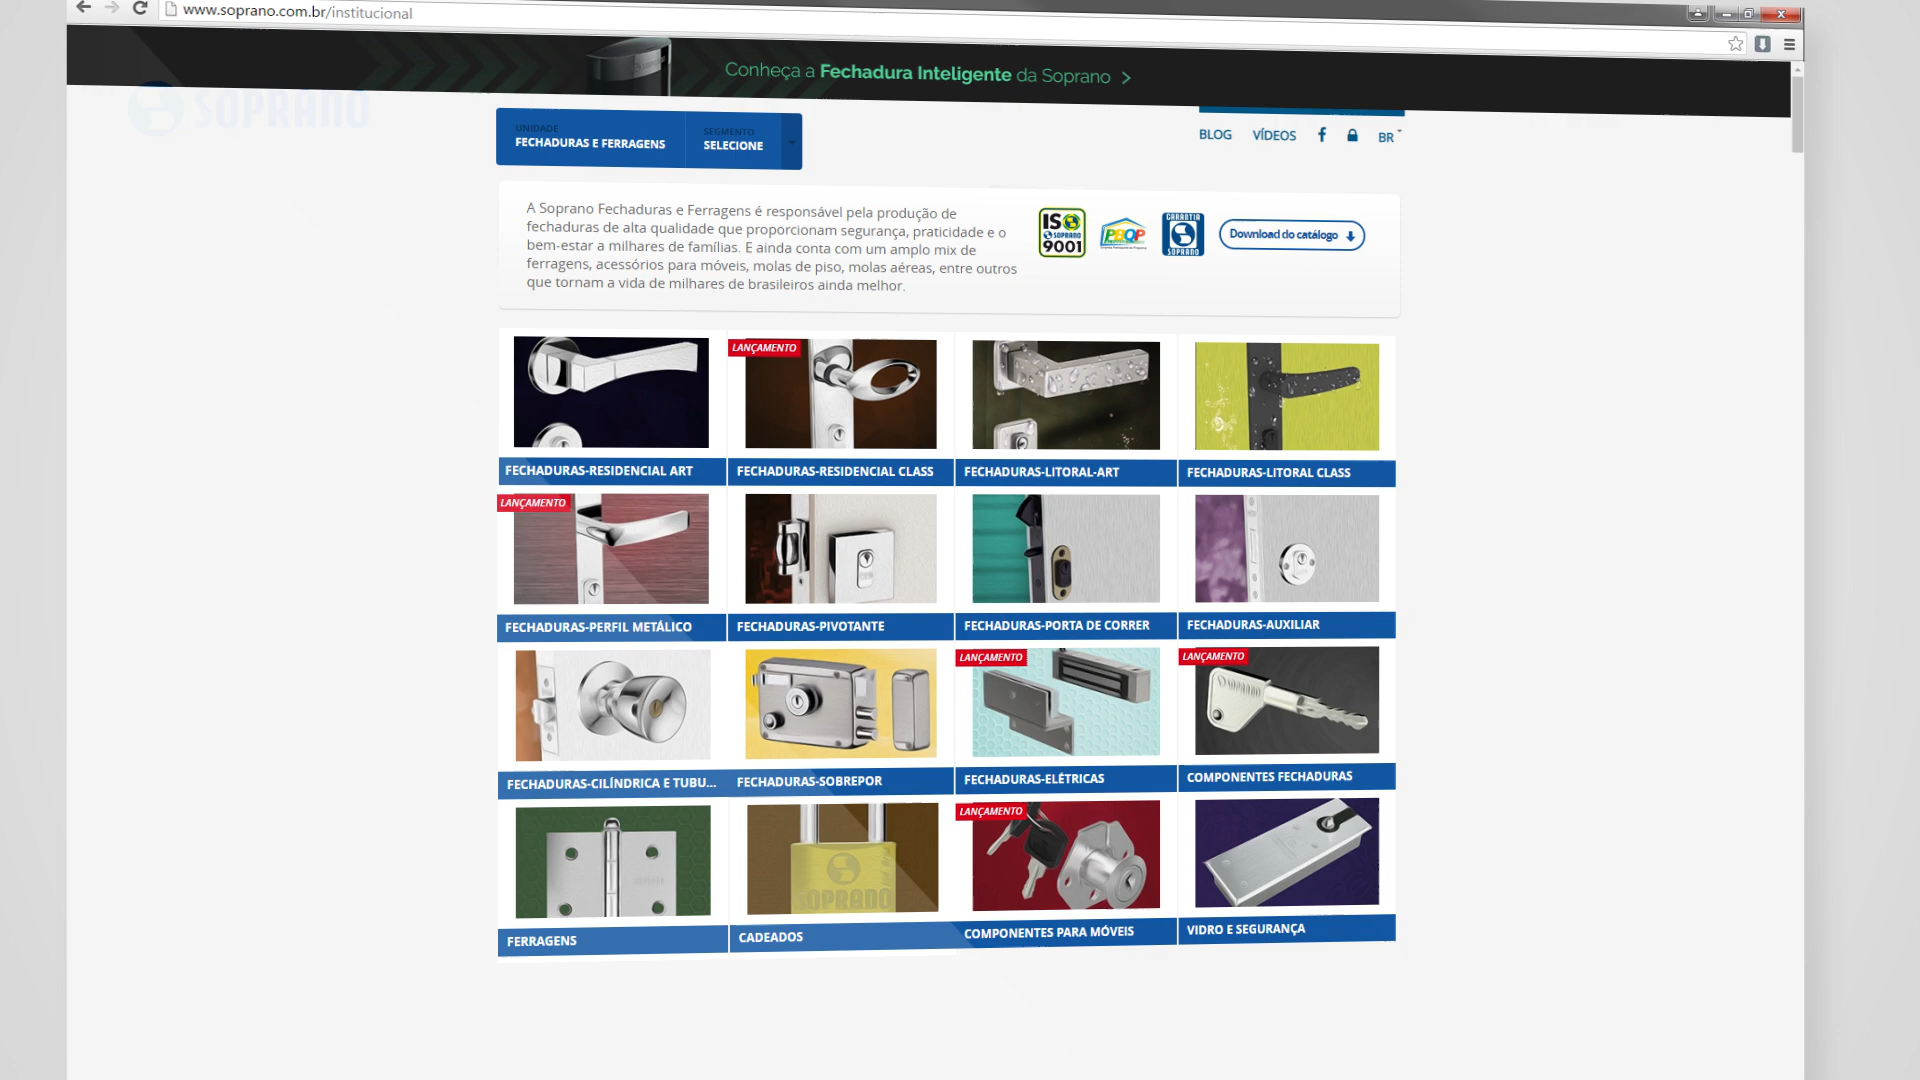 www.soprano.com.br/institucional
Conheça a Fechadura Inteligente da Soprano >
SOPRANO
UNIDADE
FECHADURAS E FERRAGENS
SEGMENTO
SELECIONE
BLOG VÍDEOS BR
A Soprano Fechaduras e Ferragens é responsável pela produção de
fechaduras de alta qualidade que proporcionam segurança, praticidade e o
bem-estar a milhares de famílias. E ainda conta com um amplo mix de
ferragens, acessórios para móveis, molas de piso, molas aéreas, entre outros
que tornam a vida de milhares de brasileiros ainda melhor.
ISO
SOPRANO
9001
PBQP
GARANTIA
SOPRANO
Download do catálogo
LANÇAMENTO
FECHADURAS-RESIDENCIAL ART
FECHADURAS-RESIDENCIAL CLASS
FECHADURAS-LITORAL-ART
FECHADURAS-LITORAL CLASS
LANÇAMENTO
FECHADURAS-PERFIL METÁLICO
FECHADURAS-PIVOTANTE
FECHADURAS-PORTA DE CORRER
FECHADURAS-AUXILIAR
LANÇAMENTO
LANÇAMENTO
FECHADURAS-CILÍNDRICA E TUBU...
FECHADURAS-SOBREPOR
FECHADURAS-ELÉTRICAS
COMPONENTES FECHADURAS
SOPRANO
LANÇAMENTO
FERRAGENS
CADEADOS
COMPONENTES PARA MÓVEIS
VIDRO E SEGURANÇA